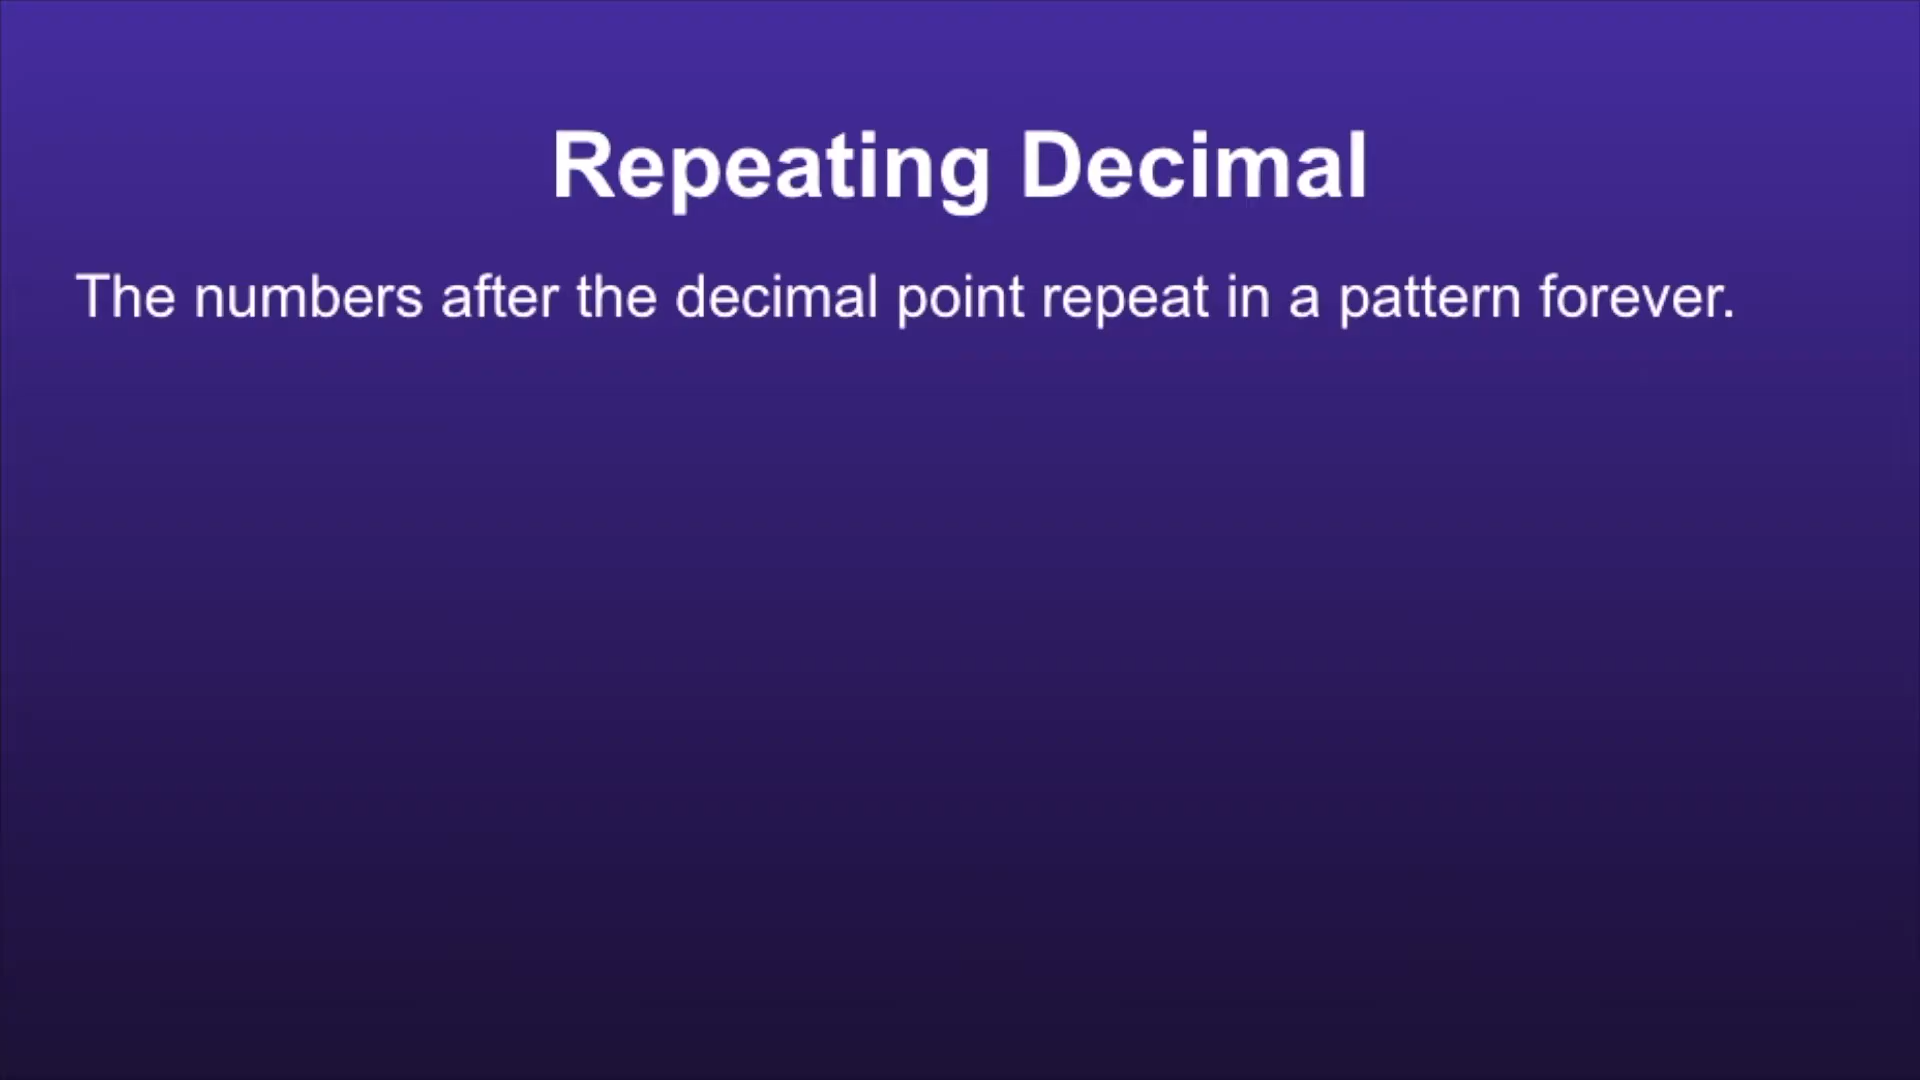 Repeating Decimal
The numbers after the decimal point repeat in a pattern forever.